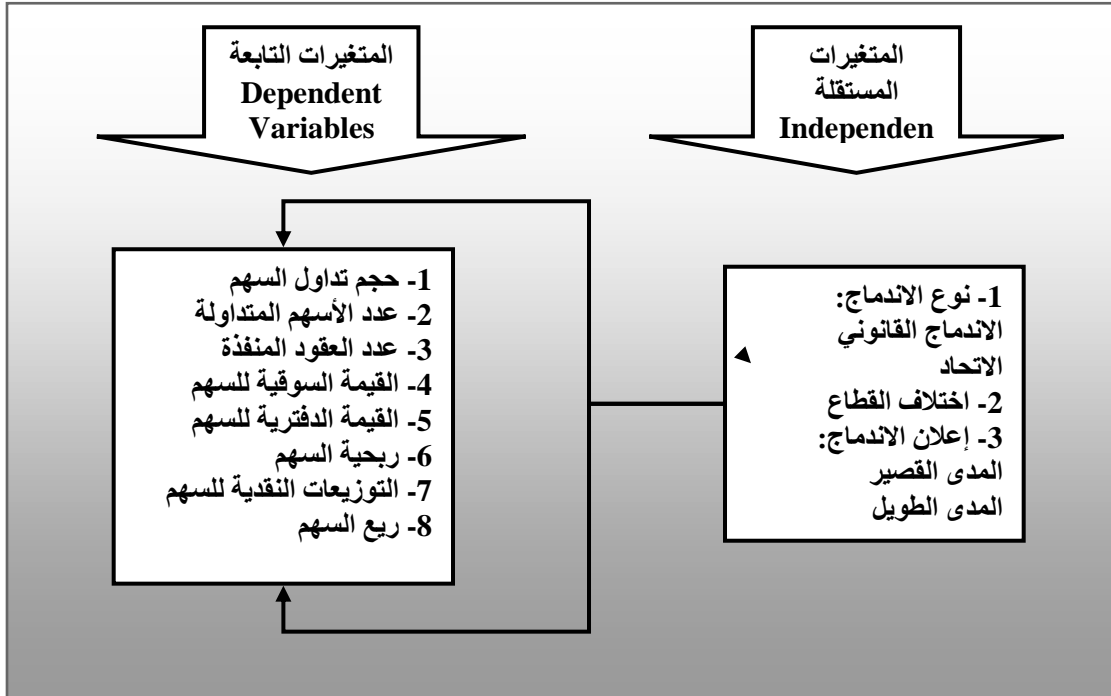 المتغيرات
المستقلة
Independen
المتغيرات التابعة
Dependent
Variables
1- نوع الاندماج:
الاندماج القانوني
الاتحاد
2- اختلاف القطاع
3- إعلان الاندماج:
المدى القصير
المدى الطويل
1- حجم تداول السهم
2- عدد الأسهم المتداولة
3- عدد العقود المنفذة
4- القيمة السوقية للسهم
5- القيمة الدفترية للسهم
6- ربحية السهم
7- التوزيعات النقدية للسهم
8- ريع السهم